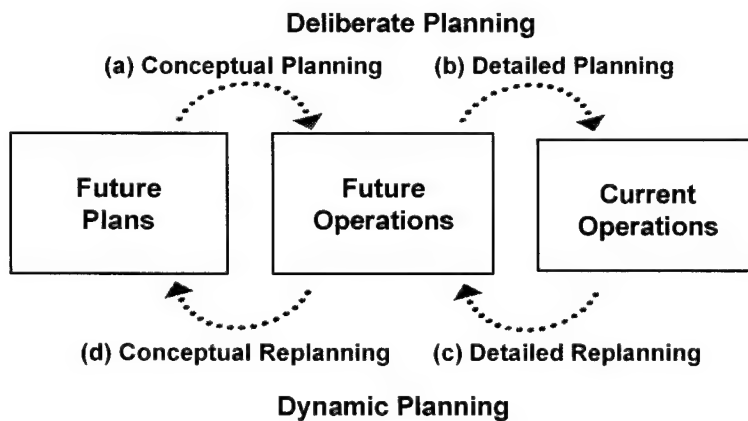 Deliberate Planning
(a) Conceptual Planning
(b) Detailed Planning
Future
Plans
Future
Operations
Current
Operations
(d) Conceptual Replanning
(c) Detailed Replanning
Dynamic Planning